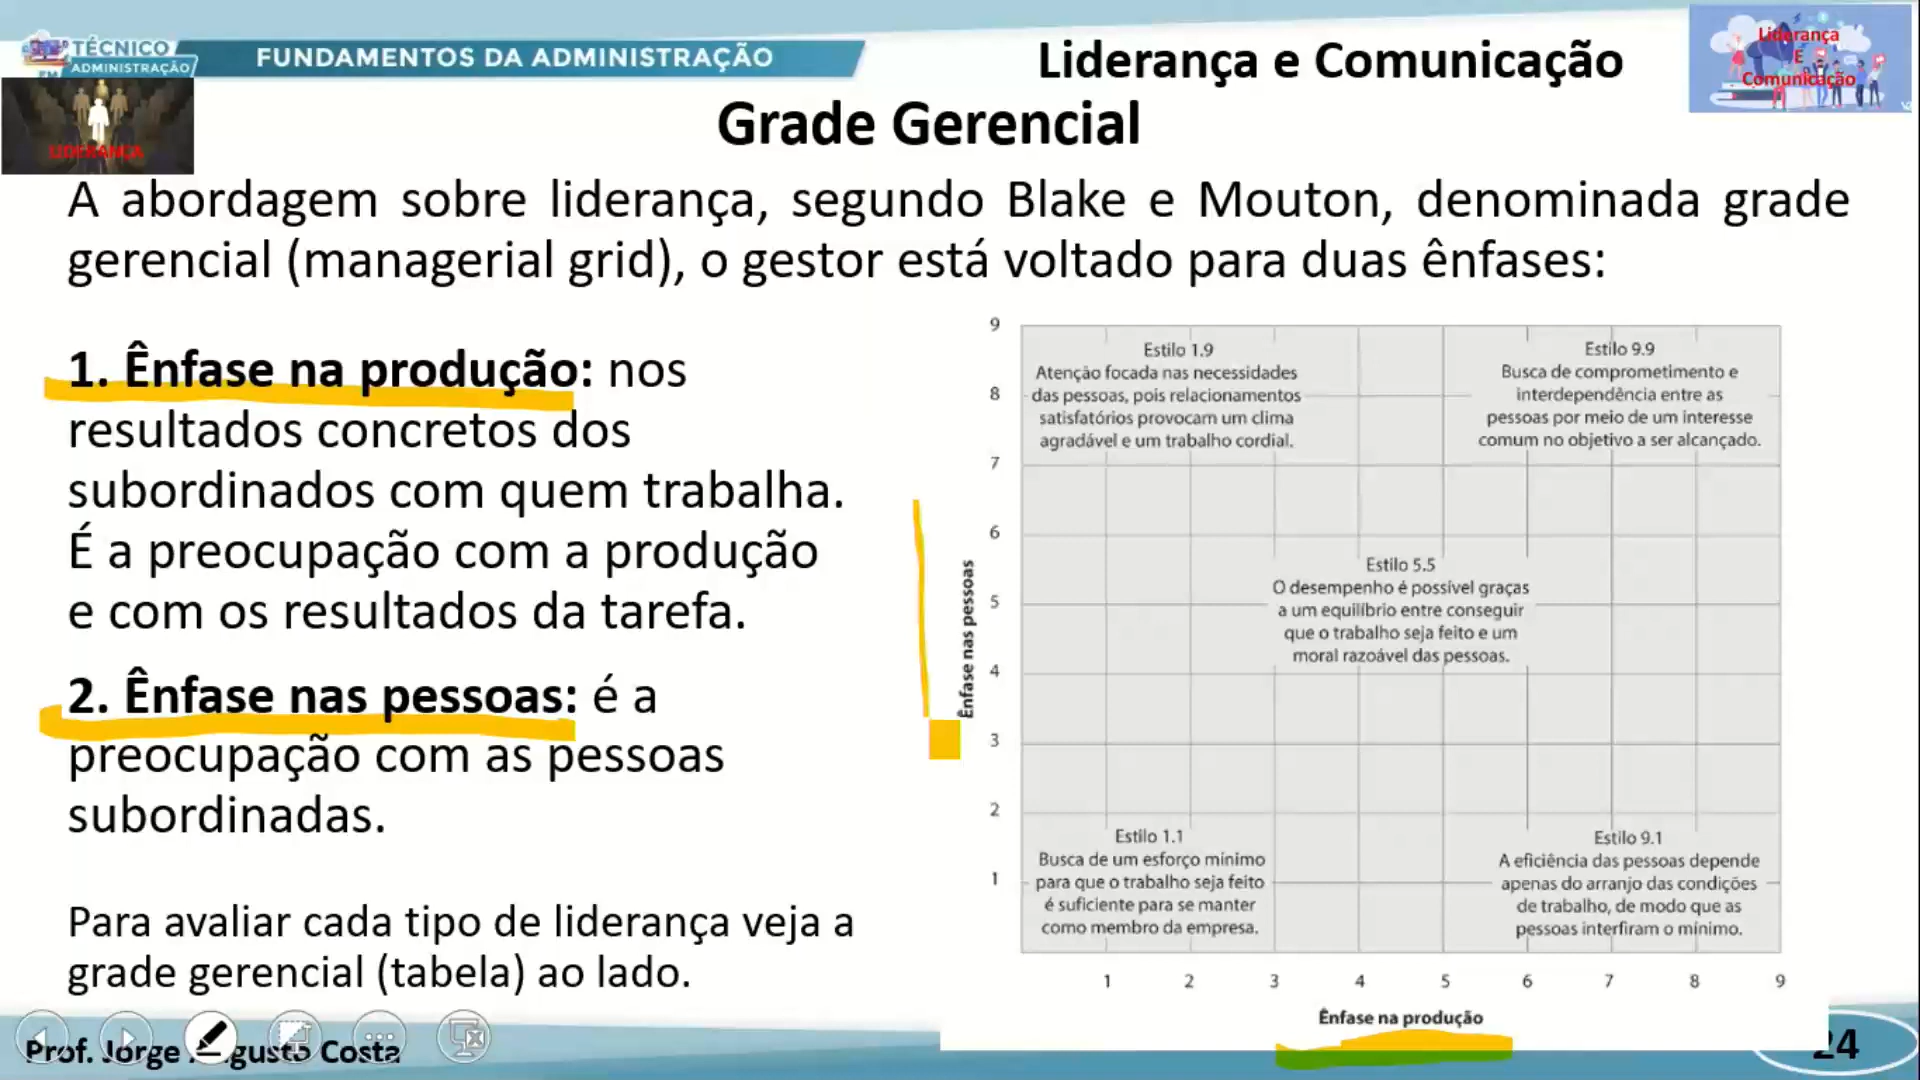 TÉCNICO
EM ADMINISTRAÇÃO
FUNDAMENTOS DA ADMINISTRAÇÃO
Liderança e Comunicação
Liderança
E
Comunicação
LIDERANÇA
Grade Gerencial
A abordagem sobre liderança, segundo Blake e Mouton, denominada grade
gerencial (managerial grid), o gestor está voltado para duas ênfases:
1. Ênfase na produção: nos
resultados concretos dos
subordinados com quem trabalha.
É a preocupação com a produção
e com os resultados da tarefa.
2. Ênfase nas pessoas: é a
preocupação com as pessoas
subordinadas.
Para avaliar cada tipo de liderança veja a
grade gerencial (tabela) ao lado.
Ênfase nas pessoas
9
8
7
6
5
4
3
2
1
Estilo 1.9
Atenção focada nas necessidades
das pessoas, pois relacionamentos
satisfatórios provocam um clima
agradável e um trabalho cordial.
Estilo 9.9
Busca de comprometimento e
interdependência entre as
pessoas por meio de um interesse
comum no objetivo a ser alcançado.
Estilo 5.5
O desempenho é possível graças
a um equilíbrio entre conseguir
que o trabalho seja feito e um
moral razoável das pessoas.
Estilo 1.1
Busca de um esforço mínimo
para que o trabalho seja feito
é suficiente para se manter
como membro da empresa.
Estilo 9.1
A eficiência das pessoas depende
apenas do arranjo das condições
de trabalho, de modo que as
pessoas interfiram o mínimo.
1 2 3 4 5 6 7 8 9
Ênfase na produção
Prof. Jorge Augusto Costa
24